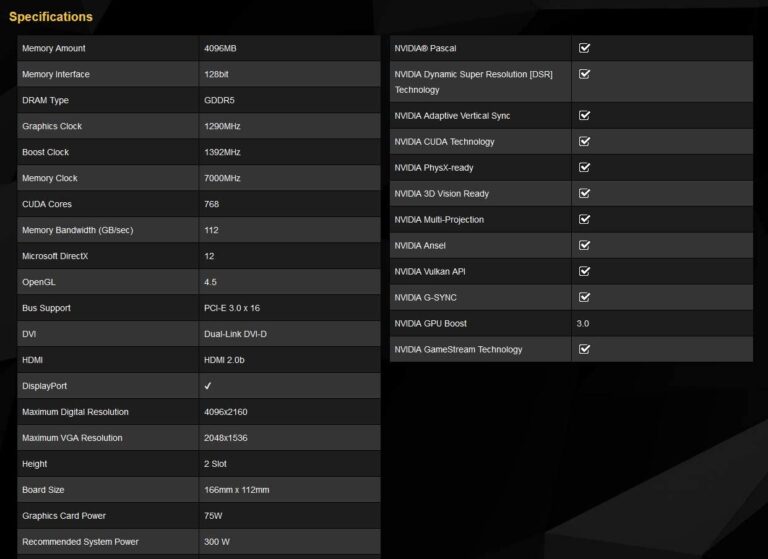 Specifications
Memory Amount 4096MB
Memory Interface 128bit
DRAM Type GDDR5
Graphics Clock 1290MHz
Boost Clock 1392MHz
Memory Clock 7000MHz
CUDA Cores 768
Memory Bandwidth (GB/sec) 112
Microsoft DirectX 12
OpenGL 4.5
Bus Support PCI-E 3.0 x 16
DVI Dual-Link DVI-D
HDMI HDMI 2.0b
DisplayPort ✓
Maximum Digital Resolution 4096x2160
Maximum VGA Resolution 2048x1536
Height 2 Slot
Board Size 166mm x 112mm
Graphics Card Power 75W
Recommended System Power 300 W
NVIDIA® Pascal
NVIDIA Dynamic Super Resolution [DSR]
Technology
NVIDIA Adaptive Vertical Sync
NVIDIA CUDA Technology
NVIDIA PhysX-ready
NVIDIA 3D Vision Ready
NVIDIA Multi-Projection
NVIDIA Ansel
NVIDIA Vulkan API
NVIDIA G-SYNC
NVIDIA GPU Boost 3.0
NVIDIA GameStream Technology